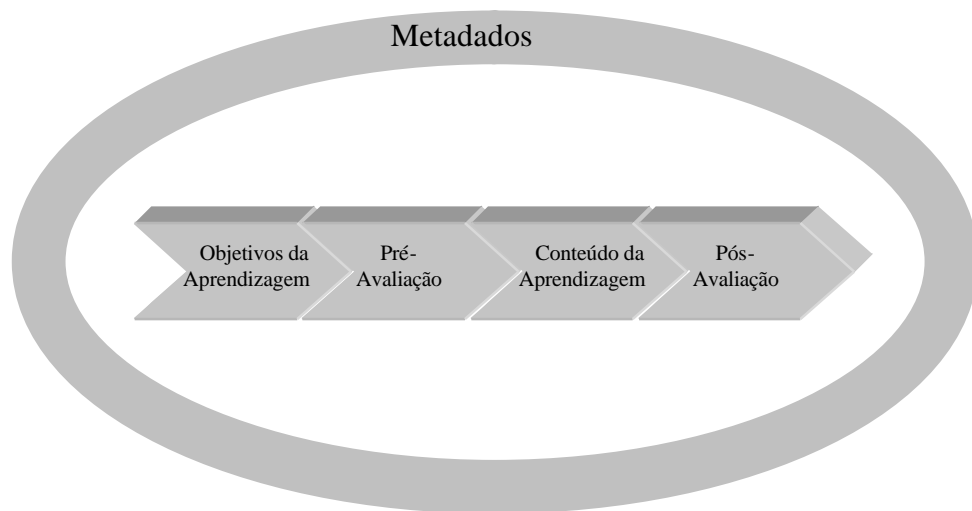 Metadados
Objetivos da
Aprendizagem
Pré-
Avaliação
Conteúdo da
Aprendizagem
Pós-
Avaliação